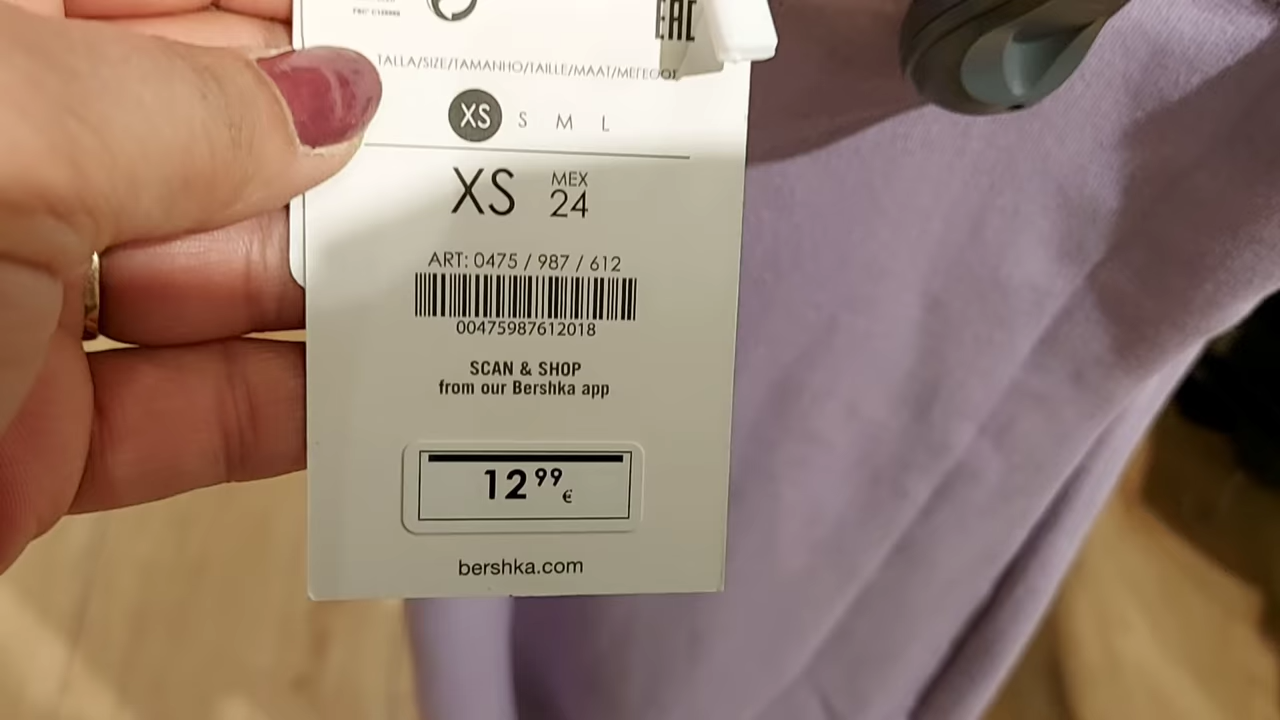 EAC
TALLA/SIZE/TAMANHO/TAILLE/MAAT/ΜΕΓΕΘΟΣ
XS S M L
XS MEX 24
ART: 0475 / 987 / 612
00475987612018
SCAN & SHOP
from our Bershka app
12 99 €
bershka.com